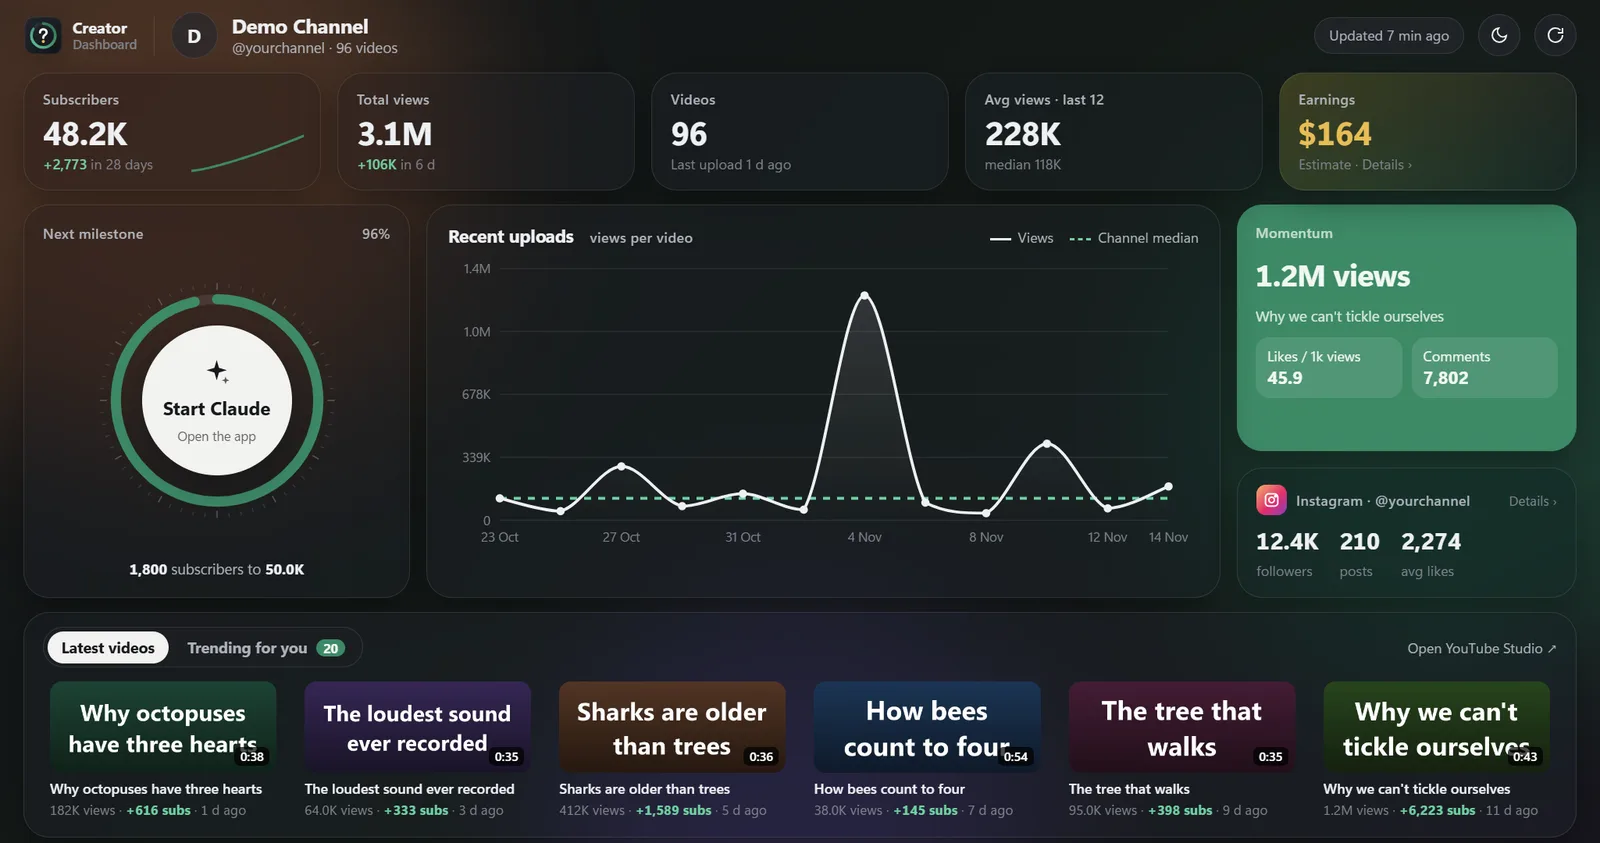 Creator
Dashboard
D
Demo Channel
@yourchannel · 96 videos
Updated 7 min ago
Subscribers
48.2K
+2,773 in 28 days
Total views
3.1M
+106K in 6 d
Videos
96
Last upload 1 d ago
Avg views · last 12
228K
median 118K
Earnings
$164
Estimate · Details ›
Next milestone
96%
Start Claude
Open the app
1,800 subscribers to 50.0K
Recent uploads views per video
Views
Channel median
1.4M
1.0M
678K
339K
0
23 Oct
27 Oct
31 Oct
4 Nov
8 Nov
12 Nov
14 Nov
Momentum
1.2M views
Why we can't tickle ourselves
Likes / 1k views
45.9
Comments
7,802
Instagram · @yourchannel
Details ›
12.4K
followers
210
posts
2,274
avg likes
Latest videos
Trending for you 20
Open YouTube Studio ↗
Why octopuses
have three hearts
0:38
Why octopuses have three hearts
182K views · +616 subs · 1 d ago
The loudest sound
ever recorded
0:35
The loudest sound ever recorded
64.0K views · +333 subs · 3 d ago
Sharks are older
than trees
0:36
Sharks are older than trees
412K views · +1,589 subs · 5 d ago
How bees
count to four
0:54
How bees count to four
38.0K views · +145 subs · 7 d ago
The tree that
walks
0:35
The tree that walks
95.0K views · +398 subs · 9 d ago
Why we can't
tickle ourselves
0:43
Why we can't tickle ourselves
1.2M views · +6,223 subs · 11 d ago